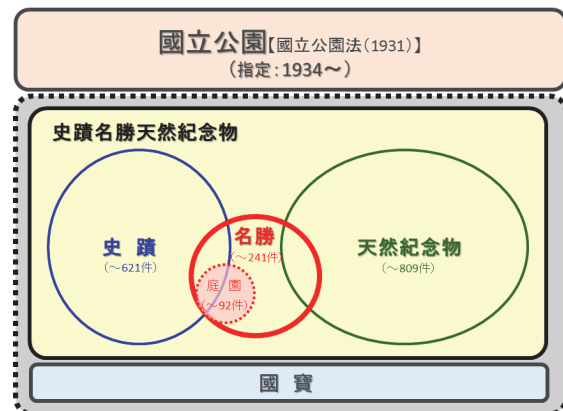 國立公園【國立公園法(1931)】
（指定：1934～）
史蹟名勝天然紀念物
史 蹟
（～621件）
名勝
（～241件）
天然紀念物
（～809件）
庭 園
（～92件）
國 寶